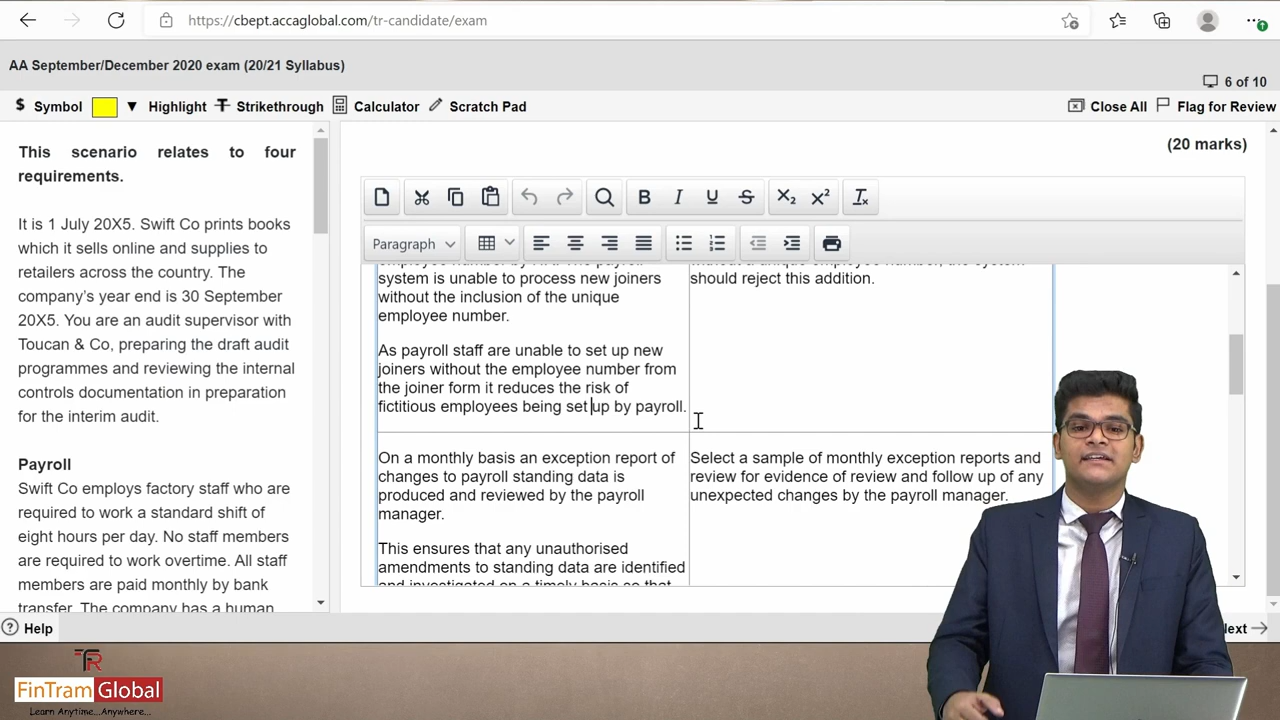 https://cbept.accaglobal.com/tr-candidate/exam
AA September/December 2020 exam (20/21 Syllabus)
6 of 10
$ Symbol
Highlight
Strikethrough
Calculator
Scratch Pad
Close All
Flag for Review
This scenario relates to four
requirements.
It is 1 July 20X5. Swift Co prints books
which it sells online and supplies to
retailers across the country. The
company's year end is 30 September
20X5. You are an audit supervisor with
Toucan & Co, preparing the draft audit
programmes and reviewing the internal
controls documentation in preparation
for the interim audit.
Payroll
Swift Co employs factory staff who are
required to work a standard shift of
eight hours per day. No staff members
are required to work overtime. All staff
members are paid monthly by bank
transfer. The company has a human
(20 marks)
Paragraph
system is unable to process new joiners
without the inclusion of the unique
employee number.
As payroll staff are unable to set up new
joiners without the employee number from
the joiner form it reduces the risk of
fictitious employees being set up by payroll.
should reject this addition.
On a monthly basis an exception report of
changes to payroll standing data is
produced and reviewed by the payroll
manager.
This ensures that any unauthorised
amendments to standing data are identified
and investigated on a timely basis so that
Select a sample of monthly exception reports and
review for evidence of review and follow up of any
unexpected changes by the payroll manager.
Help
FinTram Global
Learn Anytime...Anywhere...